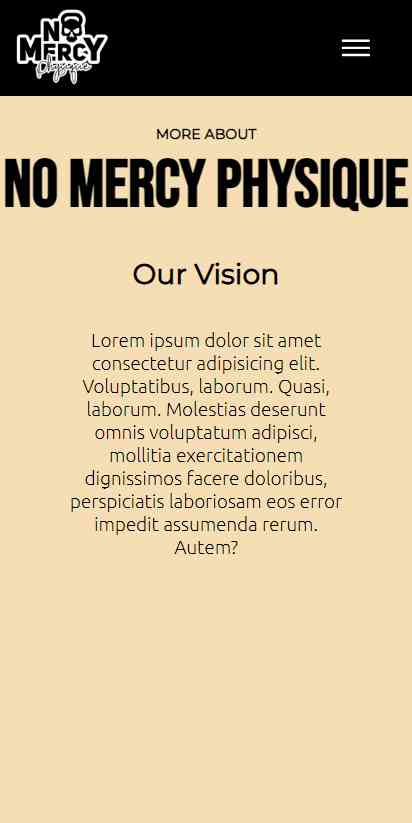 NO
MERCY
Physique
MORE ABOUT
NO MERCY PHYSIQUE
Our Vision
Lorem ipsum dolor sit amet
consectetur adipisicing elit.
Voluptatibus, laborum. Quasi,
laborum. Molestias deserunt
omnis voluptatum adipisci,
mollitia exercitationem
dignissimos facere doloribus,
perspiciatis laboriosam eos error
impedit assumenda rerum.
Autem?